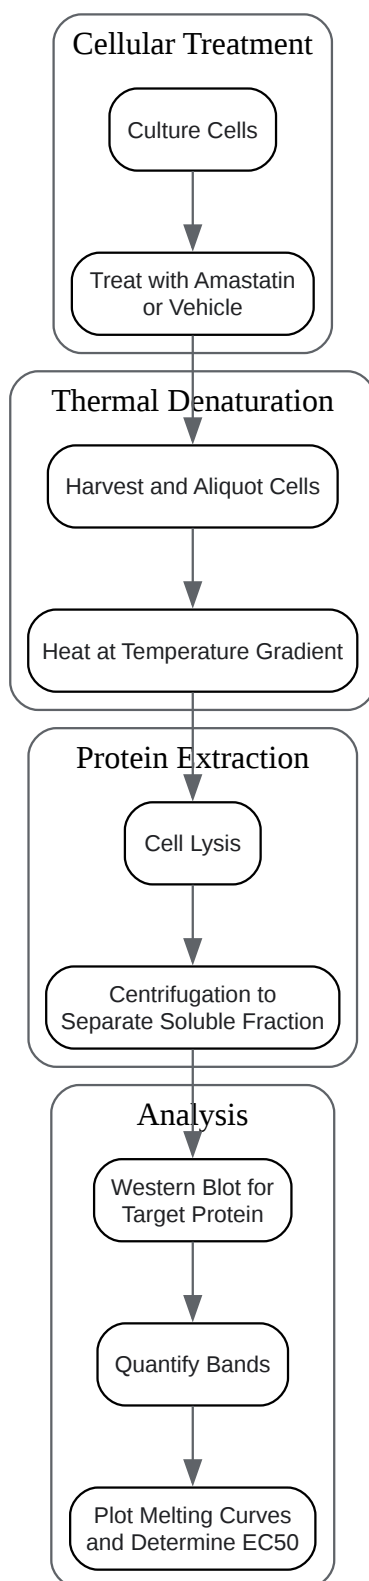 Cellular Treatment
Culture Cells
Treat with Amastatin
or Vehicle
Thermal Denaturation
Harvest and Aliquot Cells
Heat at Temperature Gradient
Protein Extraction
Cell Lysis
Centrifugation to
Separate Soluble Fraction
Analysis
Western Blot for
Target Protein
Quantify Bands
Plot Melting Curves
and Determine EC50